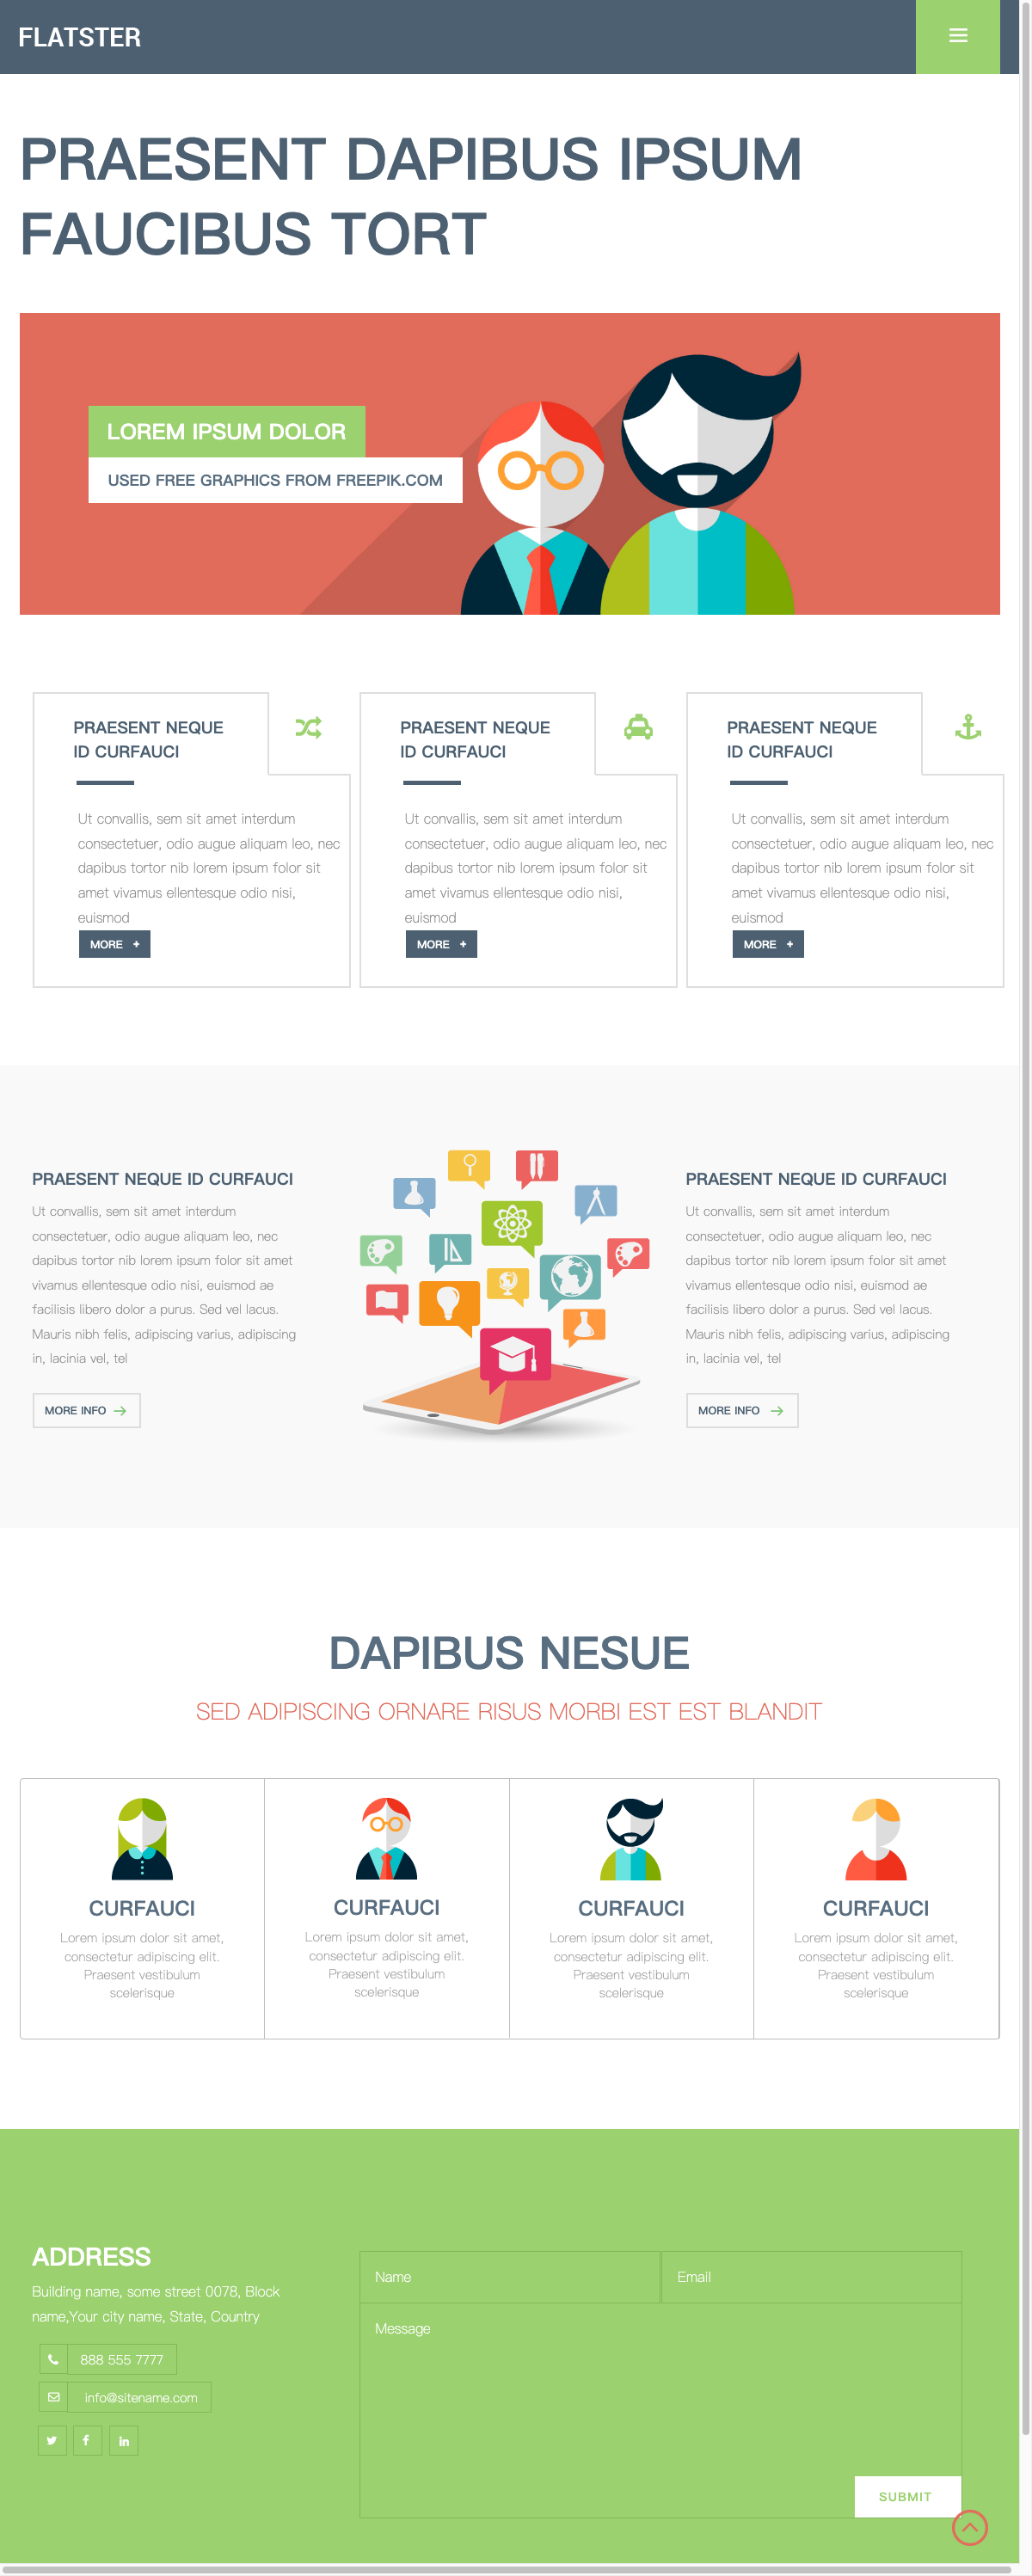 FLATSTER
PRAESENT DAPIBUS IPSUM
FAUCIBUS TORT
LOREM IPSUM DOLOR
USED FREE GRAPHICS FROM FREEPIK.COM
PRAESENT NEQUE
ID CURFAUCI
Ut convallis, sem sit amet interdum
consectetuer, odio augue aliquam leo, nec
dapibus tortor nib lorem ipsum folor sit
amet vivamus ellentesque odio nisi,
euismod
MORE +
PRAESENT NEQUE
ID CURFAUCI
Ut convallis, sem sit amet interdum
consectetuer, odio augue aliquam leo, nec
dapibus tortor nib lorem ipsum folor sit
amet vivamus ellentesque odio nisi,
euismod
MORE +
PRAESENT NEQUE
ID CURFAUCI
Ut convallis, sem sit amet interdum
consectetuer, odio augue aliquam leo, nec
dapibus tortor nib lorem ipsum folor sit
amet vivamus ellentesque odio nisi,
euismod
MORE +
PRAESENT NEQUE ID CURFAUCI
Ut convallis, sem sit amet interdum
consectetuer, odio augue aliquam leo, nec
dapibus tortor nib lorem ipsum folor sit amet
vivamus ellentesque odio nisi, euismod ae
facilisis libero dolor a purus. Sed vel lacus.
Mauris nibh felis, adipiscing varius, adipiscing
in, lacinia vel, tel
MORE INFO
PRAESENT NEQUE ID CURFAUCI
Ut convallis, sem sit amet interdum
consectetuer, odio augue aliquam leo, nec
dapibus tortor nib lorem ipsum folor sit amet
vivamus ellentesque odio nisi, euismod ae
facilisis libero dolor a purus. Sed vel lacus.
Mauris nibh felis, adipiscing varius, adipiscing
in, lacinia vel, tel
MORE INFO
DAPIBUS NESUE
SED ADIPISCING ORNARE RISUS MORBI EST EST BLANDIT
CURFAUCI
Lorem ipsum dolor sit amet,
consectetur adipiscing elit.
Praesent vestibulum
scelerisque
CURFAUCI
Lorem ipsum dolor sit amet,
consectetur adipiscing elit.
Praesent vestibulum
scelerisque
CURFAUCI
Lorem ipsum dolor sit amet,
consectetur adipiscing elit.
Praesent vestibulum
scelerisque
CURFAUCI
Lorem ipsum dolor sit amet,
consectetur adipiscing elit.
Praesent vestibulum
scelerisque
ADDRESS
Building name, some street 0078, Block
name,Your city name, State, Country
888 555 7777
info@sitename.com
Name
Email
Message
SUBMIT